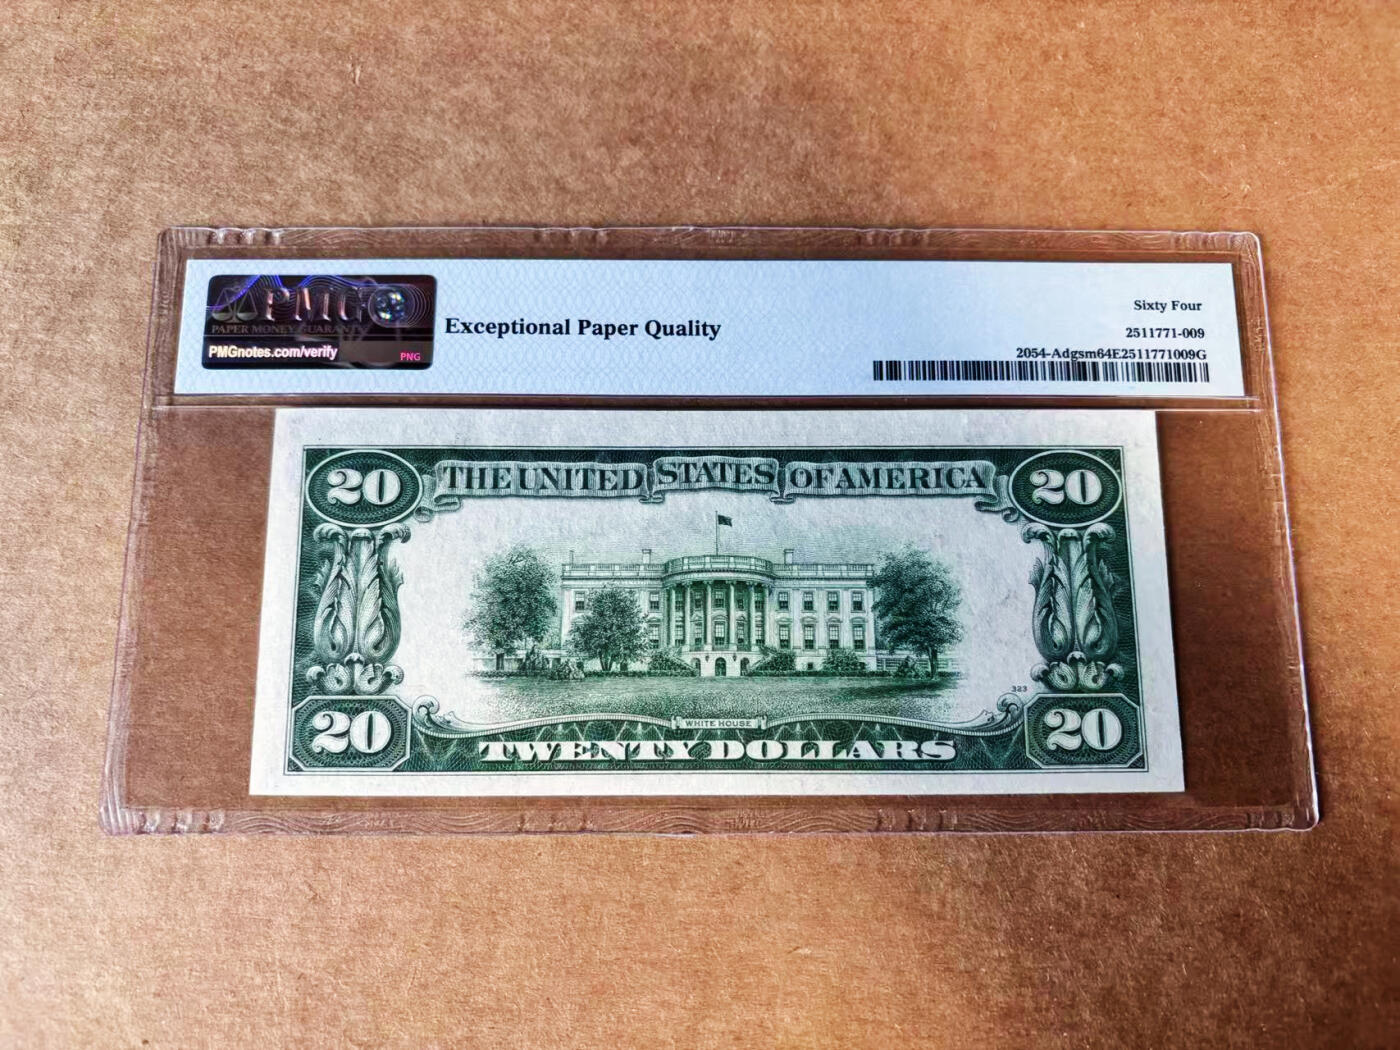 PMG
PAPER MONEY GUARANTY
PMGnotes.com/verify
PNG
Exceptional Paper Quality
Sixty Four
2511771-009
2054-Adgsm64E2511771009G
20
THE UNITED STATES OF AMERICA
20
323
WHITE HOUSE
20
TWENTY DOLLARS
20